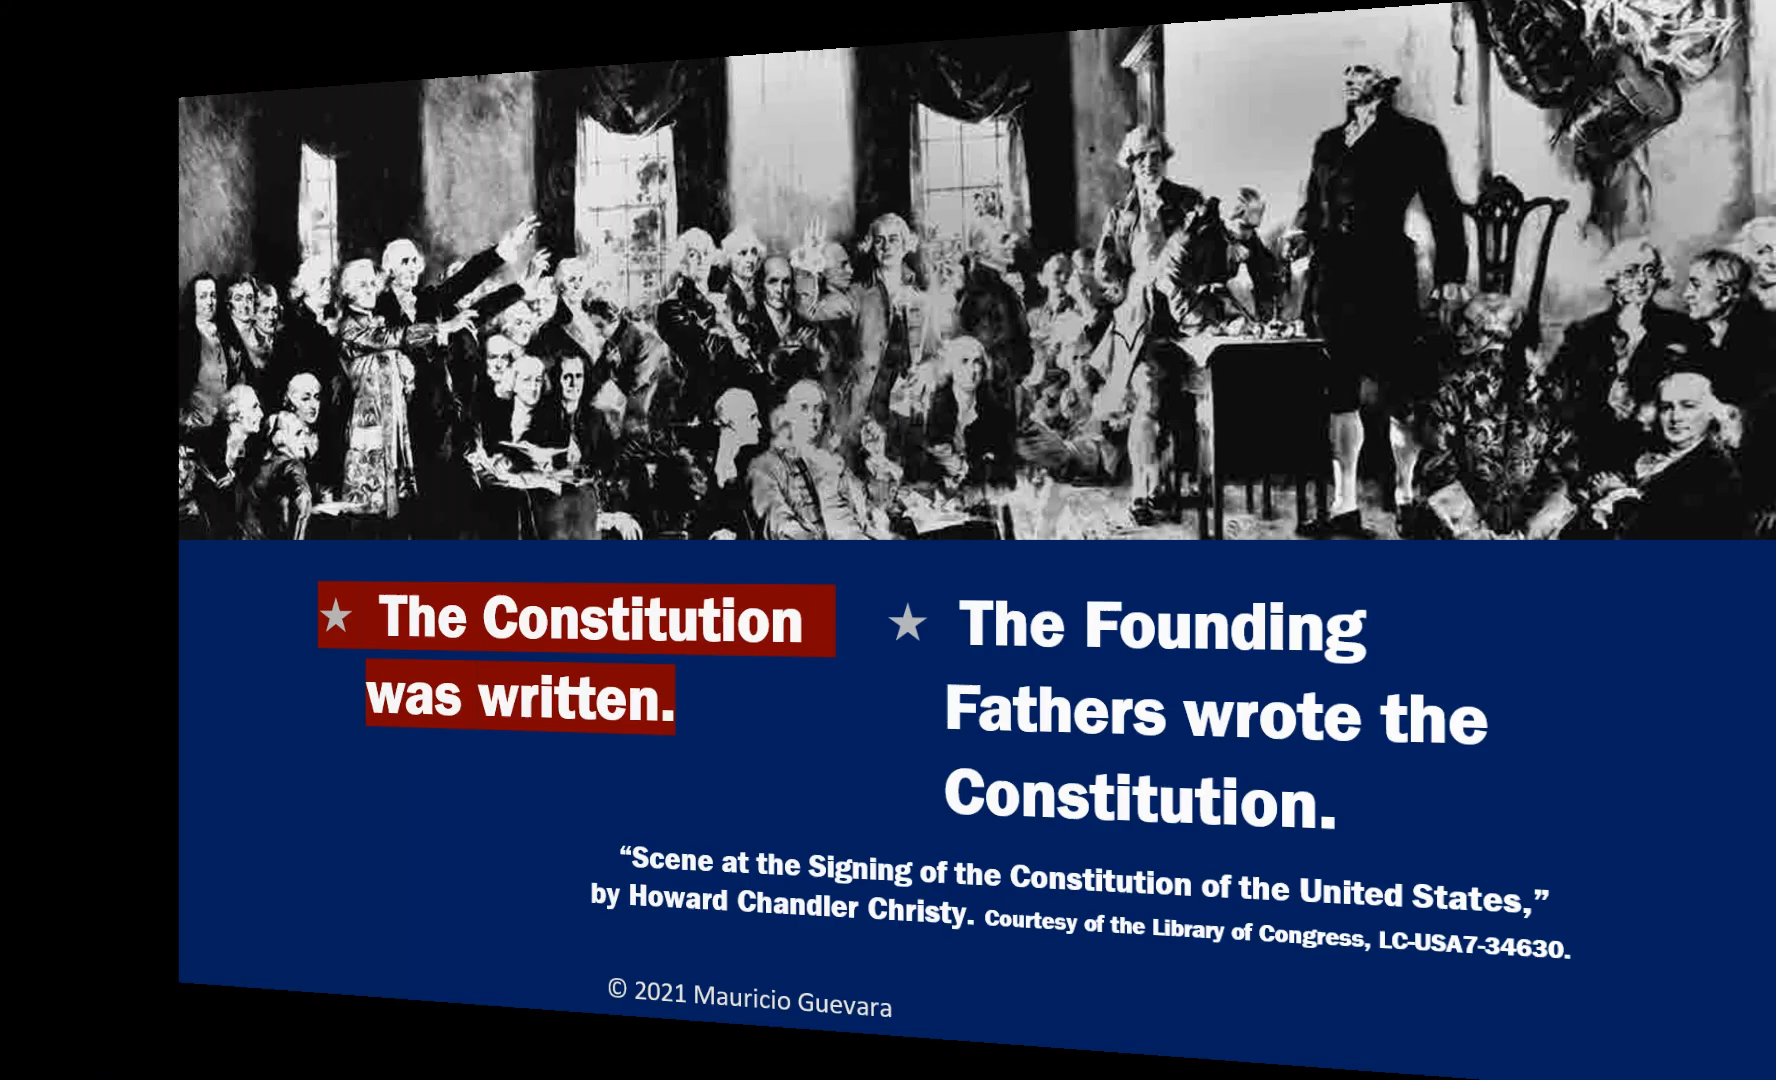 ★ The Constitution
was written.
★ The Founding
Fathers wrote the
Constitution.
“Scene at the Signing of the Constitution of the United States,”
by Howard Chandler Christy. Courtesy of the Library of Congress, LC-USA7-34630.
© 2021 Mauricio Guevara